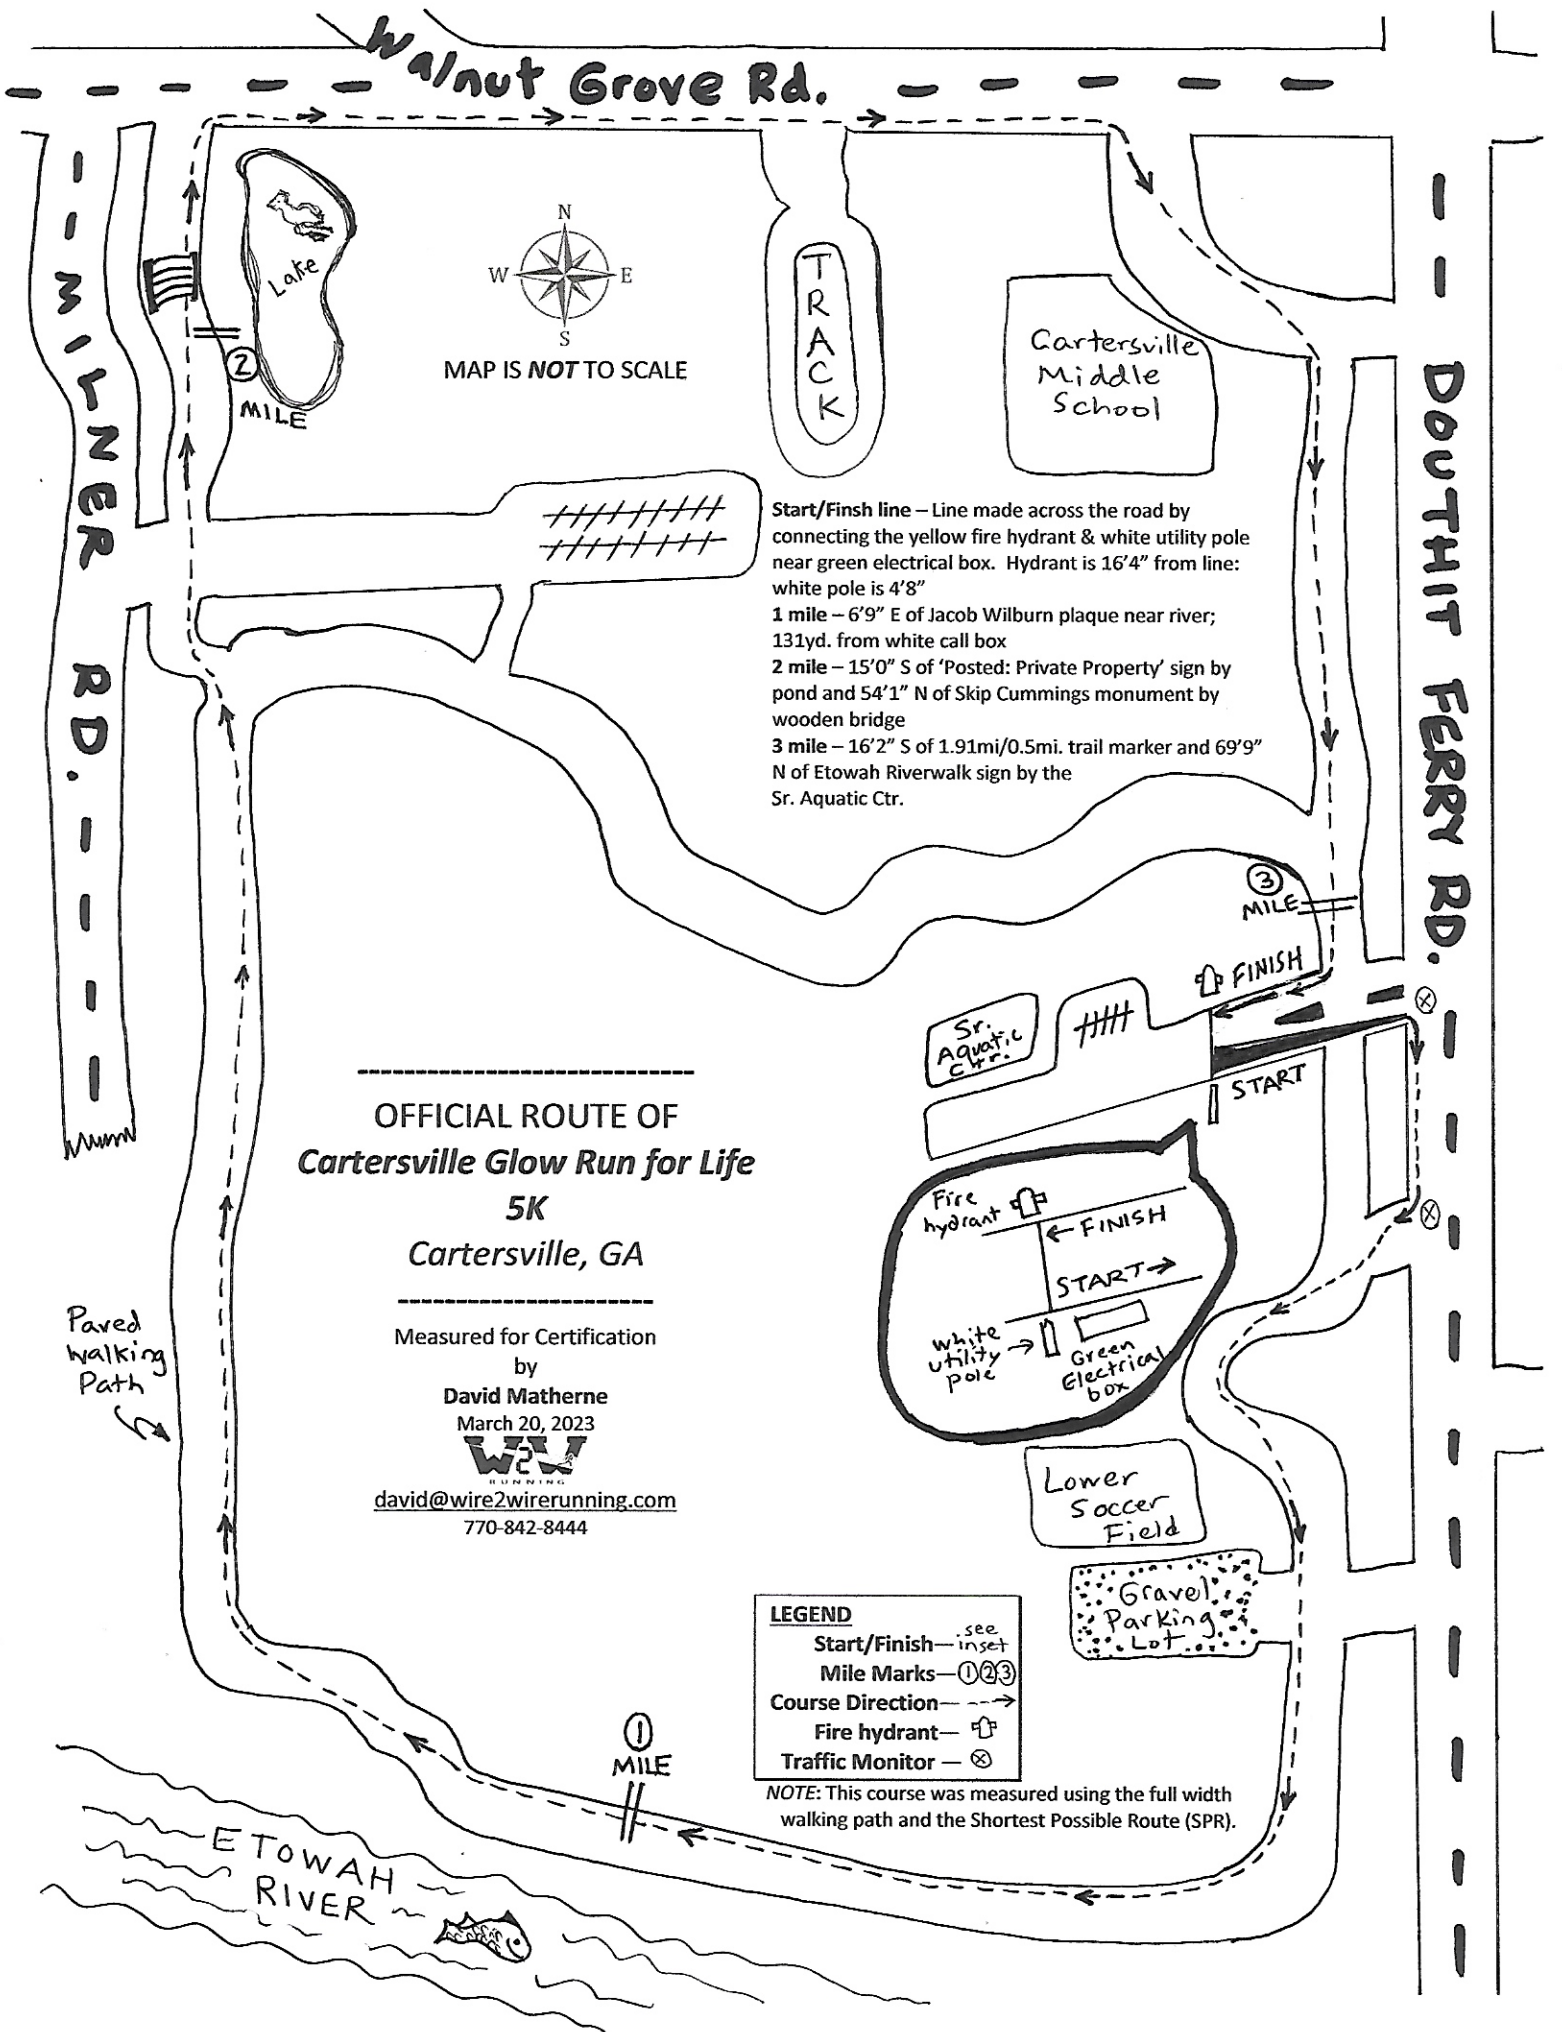 Walnut Grove Rd.
MILNER RD.
DOUTHIT FERRY RD.
Lake
N
W E
S
MAP IS NOT TO SCALE
TRACK
Cartersville
Middle
School
2
MILE
Start/Finsh line – Line made across the road by
connecting the yellow fire hydrant & white utility pole
near green electrical box. Hydrant is 16'4" from line:
white pole is 4'8"
1 mile – 6'9" E of Jacob Wilburn plaque near river;
131yd. from white call box
2 mile – 15'0" S of 'Posted: Private Property' sign by
pond and 54'1" N of Skip Cummings monument by
wooden bridge
3 mile – 16'2" S of 1.91mi/0.5mi. trail marker and 69'9"
N of Etowah Riverwalk sign by the
Sr. Aquatic Ctr.
3
MILE
FINISH
Sr.
Aquatic
Ctr.
START
OFFICIAL ROUTE OF
Cartersville Glow Run for Life
5K
Cartersville, GA
Measured for Certification
by
David Matherne
March 20, 2023
W2W
RUNNING
david@wire2wirerunning.com
770-842-8444
Fire
hydrant
← FINISH
START →
White
utility →
pole
Green
Electrical
box
Paved
Walking
Path
Lower
Soccer
Field
Gravel
Parking
Lot
LEGEND
Start/Finish— see
inset
Mile Marks—①②③
Course Direction- - - ->
Fire hydrant—
Traffic Monitor — ⊗
NOTE: This course was measured using the full width
walking path and the Shortest Possible Route (SPR).
1
MILE
ETOWAH
RIVER